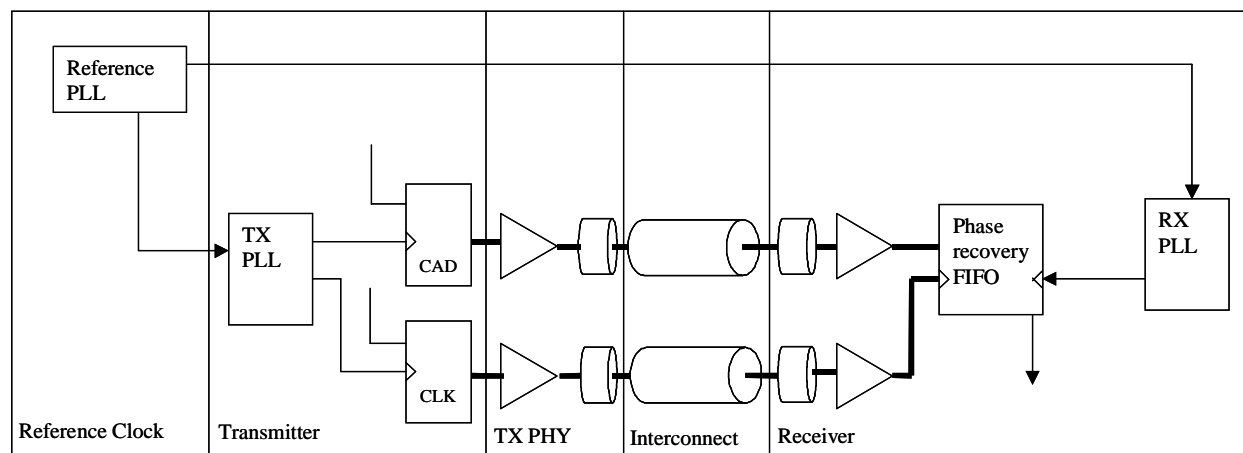 Reference
PLL
TX
PLL
CAD
CLK
Phase
recovery
FIFO
RX
PLL
Reference Clock
Transmitter
TX PHY
Interconnect
Receiver